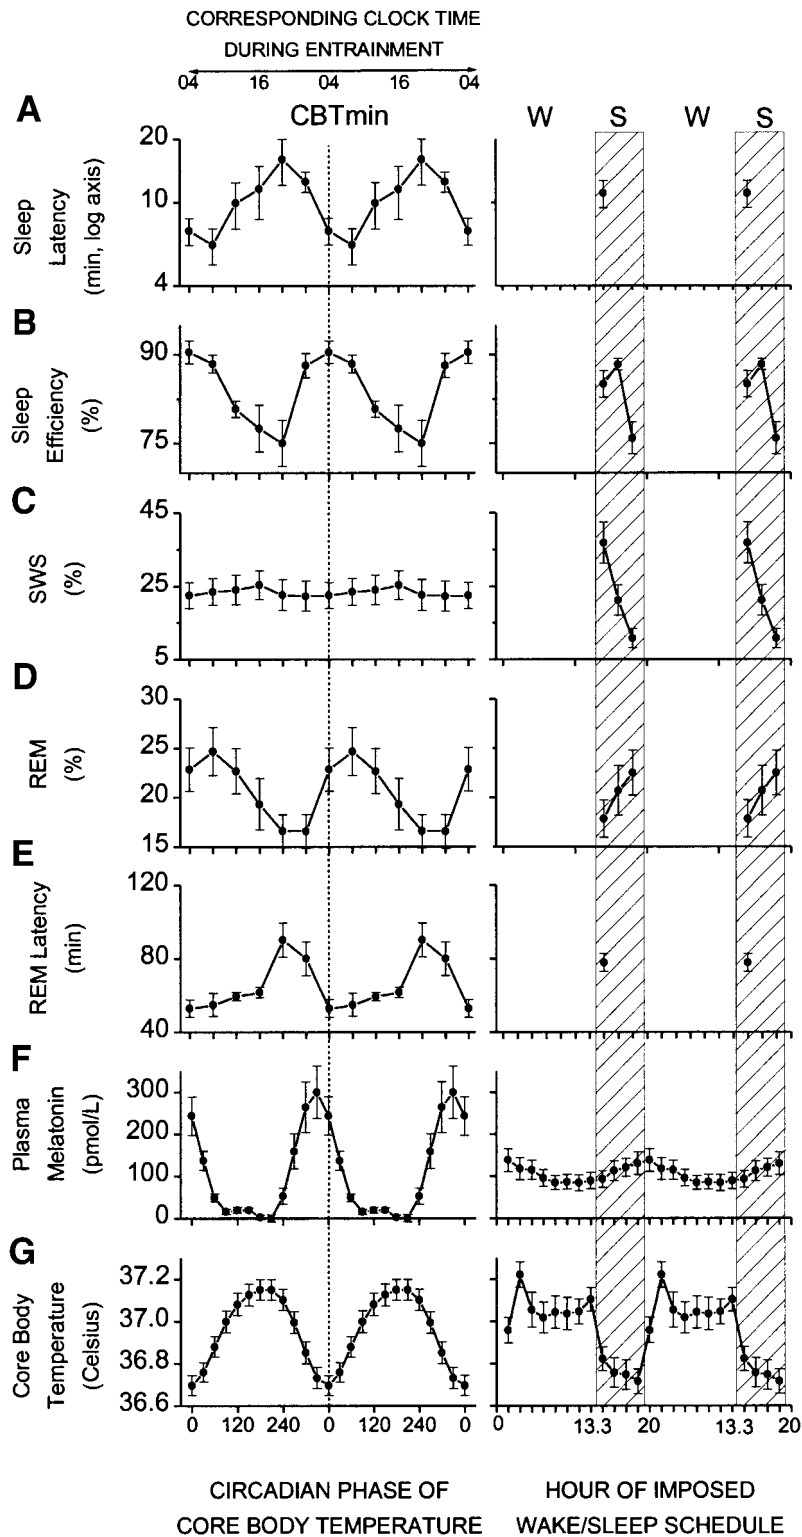 CORRESPONDING CLOCK TIME
DURING ENTRAINMENT
04 16 04 16 04
A
CBTmin
W S W S
Sleep
Latency
(min, log axis)
20
10
4
B
Sleep
Efficiency
(%)
90
75
C
SWS
(%)
45
25
5
D
REM
(%)
30
25
20
15
E
REM Latency
(min)
120
80
40
F
Plasma
Melatonin
(pmol/L)
300
200
100
0
G
Core Body
Temperature
(Celsius)
37.2
37.0
36.8
36.6
0 120 240 0 120 240 0
0 13.3 20 13.3 20
CIRCADIAN PHASE OF
CORE BODY TEMPERATURE
HOUR OF IMPOSED
WAKE/SLEEP SCHEDULE